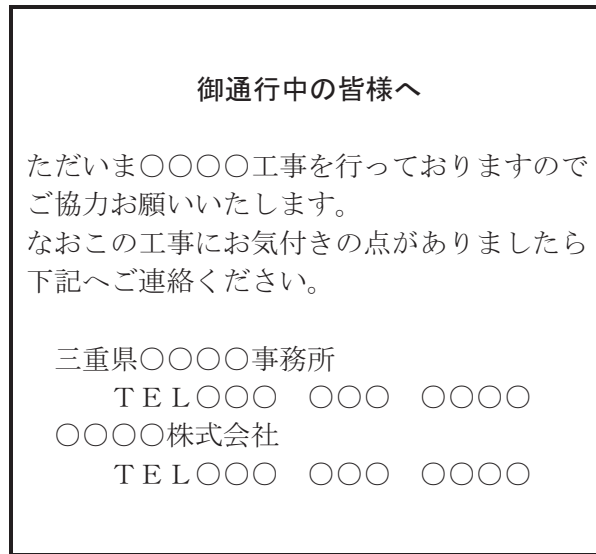 御通行中の皆様へ
ただいま○○○○工事を行っておりますので
ご協力お願いいたします。
なおこの工事にお気付きの点がありましたら
下記へご連絡ください。
三重県○○○○事務所
ＴＥＬ○○○　○○○　○○○○
○○○○株式会社
ＴＥＬ○○○　○○○　○○○○